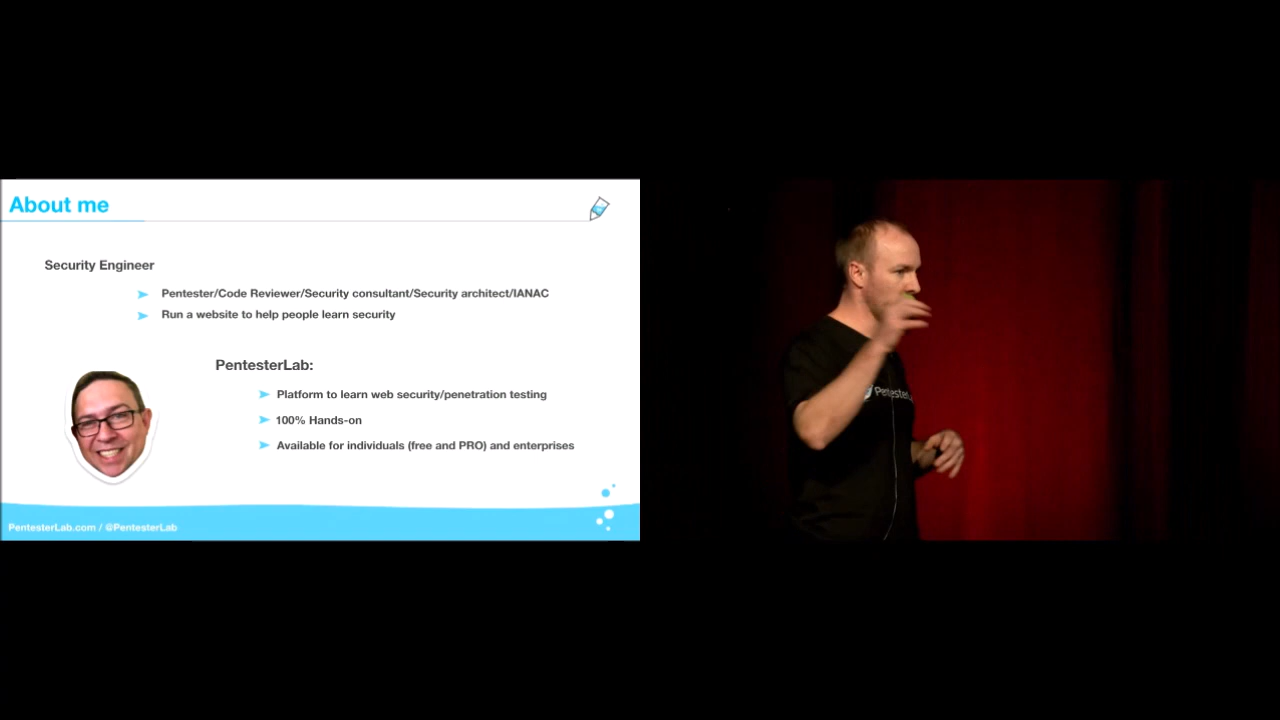 About me
Security Engineer
Pentester/Code Reviewer/Security consultant/Security architect/IANAC
Run a website to help people learn security
PentesterLab:
Platform to learn web security/penetration testing
100% Hands-on
Available for individuals (free and PRO) and enterprises
PentesterLab.com / @PentesterLab